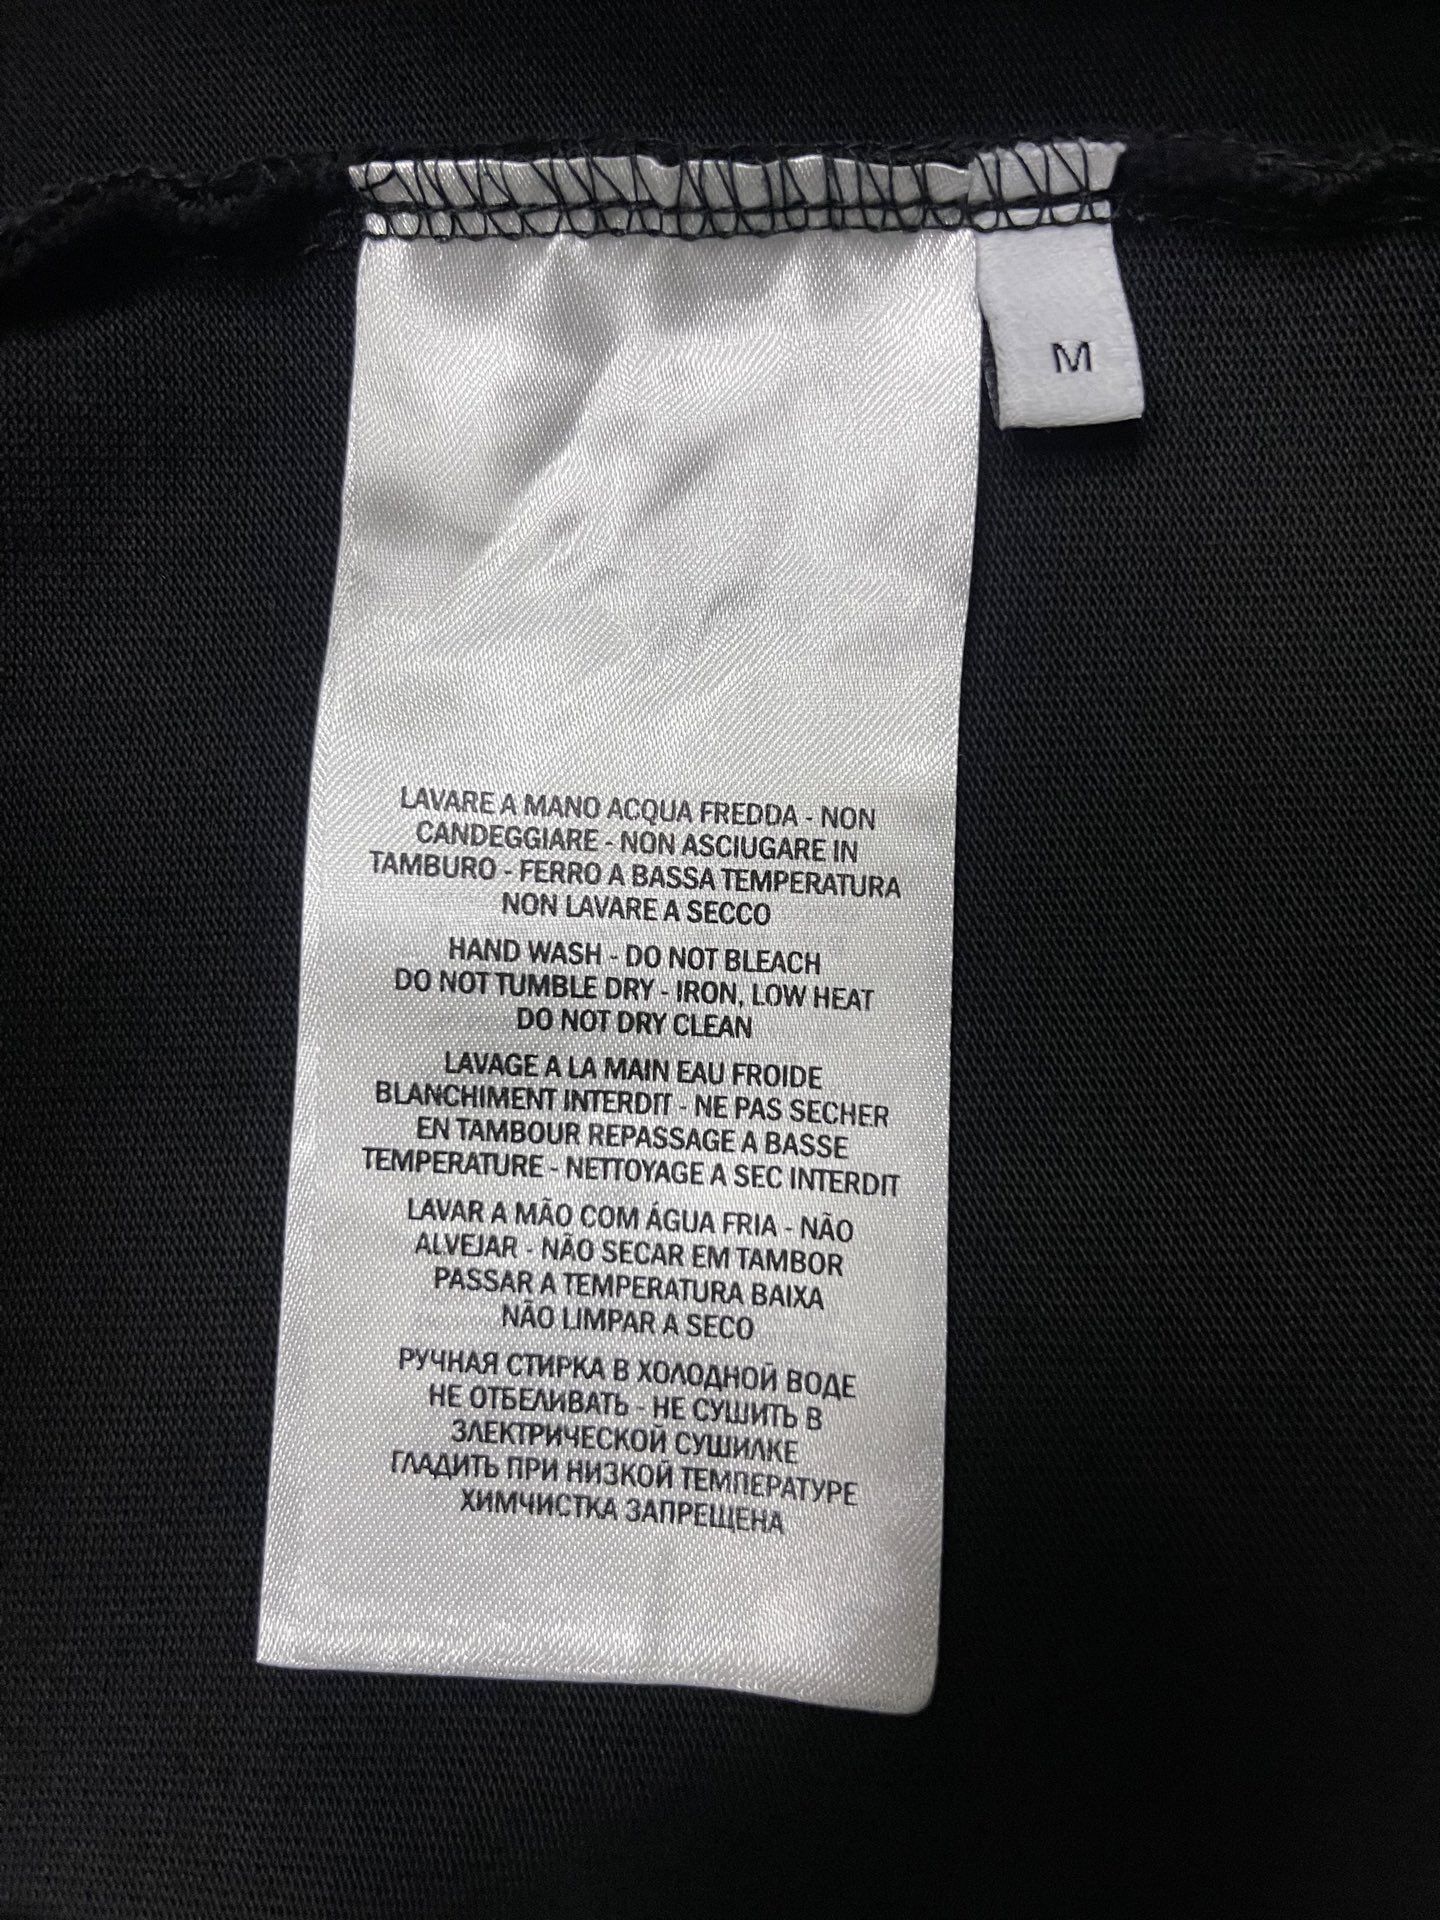 M
LAVARE A MANO ACQUA FREDDA - NON
CANDEGGIARE - NON ASCIUGARE IN
TAMBURO - FERRO A BASSA TEMPERATURA
NON LAVARE A SECCO
HAND WASH - DO NOT BLEACH
DO NOT TUMBLE DRY - IRON, LOW HEAT
DO NOT DRY CLEAN
LAVAGE A LA MAIN EAU FROIDE
BLANCHIMENT INTERDIT - NE PAS SECHER
EN TAMBOUR REPASSAGE A BASSE
TEMPERATURE - NETTOYAGE A SEC INTERDIT
LAVAR A MÃO COM ÁGUA FRIA - NÃO
ALVEJAR - NÃO SECAR EM TAMBOR
PASSAR A TEMPERATURA BAIXA
NÃO LIMPAR A SECO
РУЧНАЯ СТИРКА В ХОЛОДНОЙ ВОДЕ
НЕ ОТБЕЛИВАТЬ - НЕ СУШИТЬ В
ЗЛЕКТРИЧЕСКОЙ СУШИЛКЕ
ГЛАДИТЬ ПРИ НИЗКОЙ ТЕМПЕРАТУРЕ
ХИМЧИСТКА ЗАПРЕЩЕНА